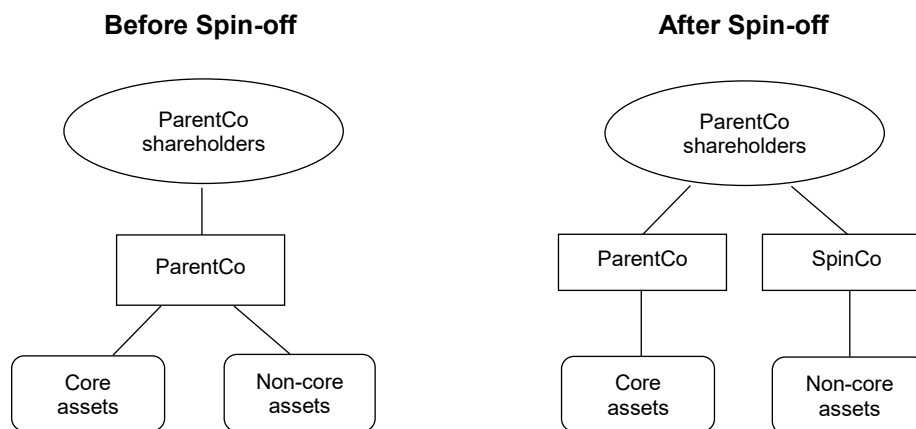 Before Spin-off
ParentCo
shareholders
ParentCo
Core
assets
Non-core
assets
After Spin-off
ParentCo
shareholders
ParentCo
SpinCo
Core
assets
Non-core
assets